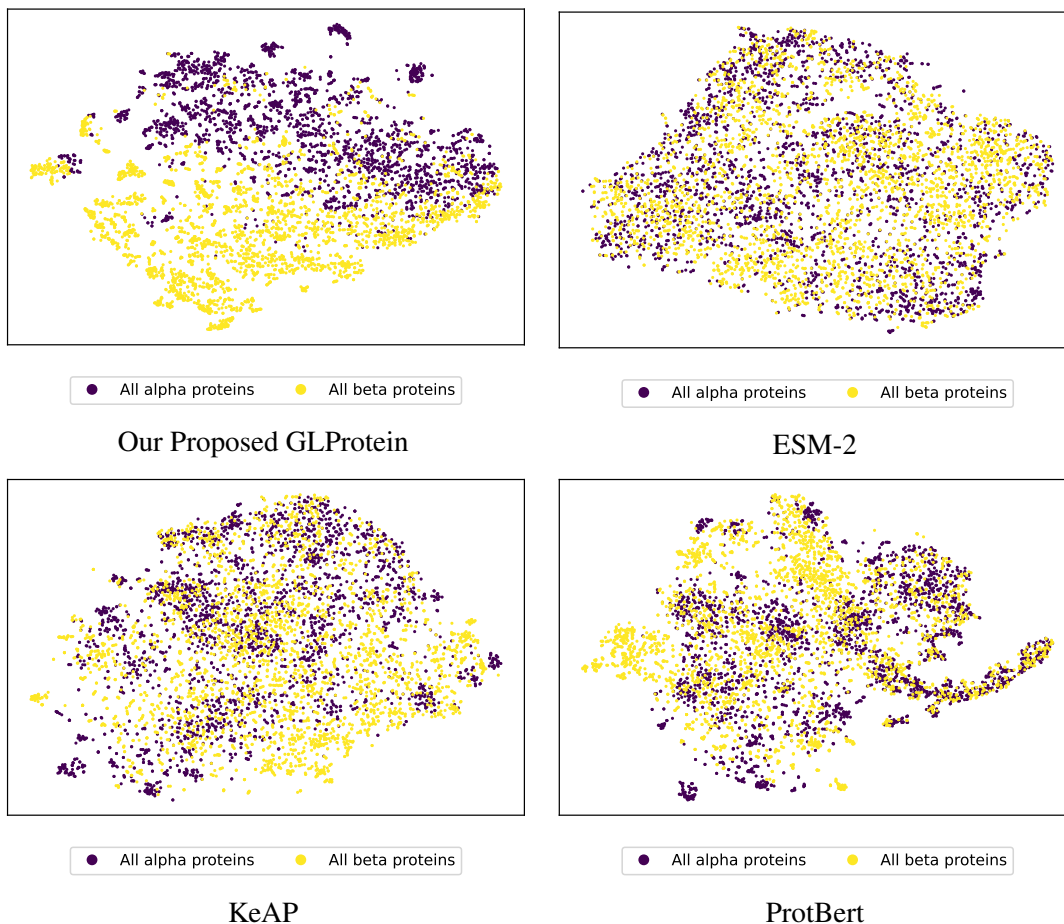 All alpha proteins All beta proteins
All alpha proteins All beta proteins
Our Proposed GLProtein
ESM-2
All alpha proteins All beta proteins
All alpha proteins All beta proteins
KeAP
ProtBert